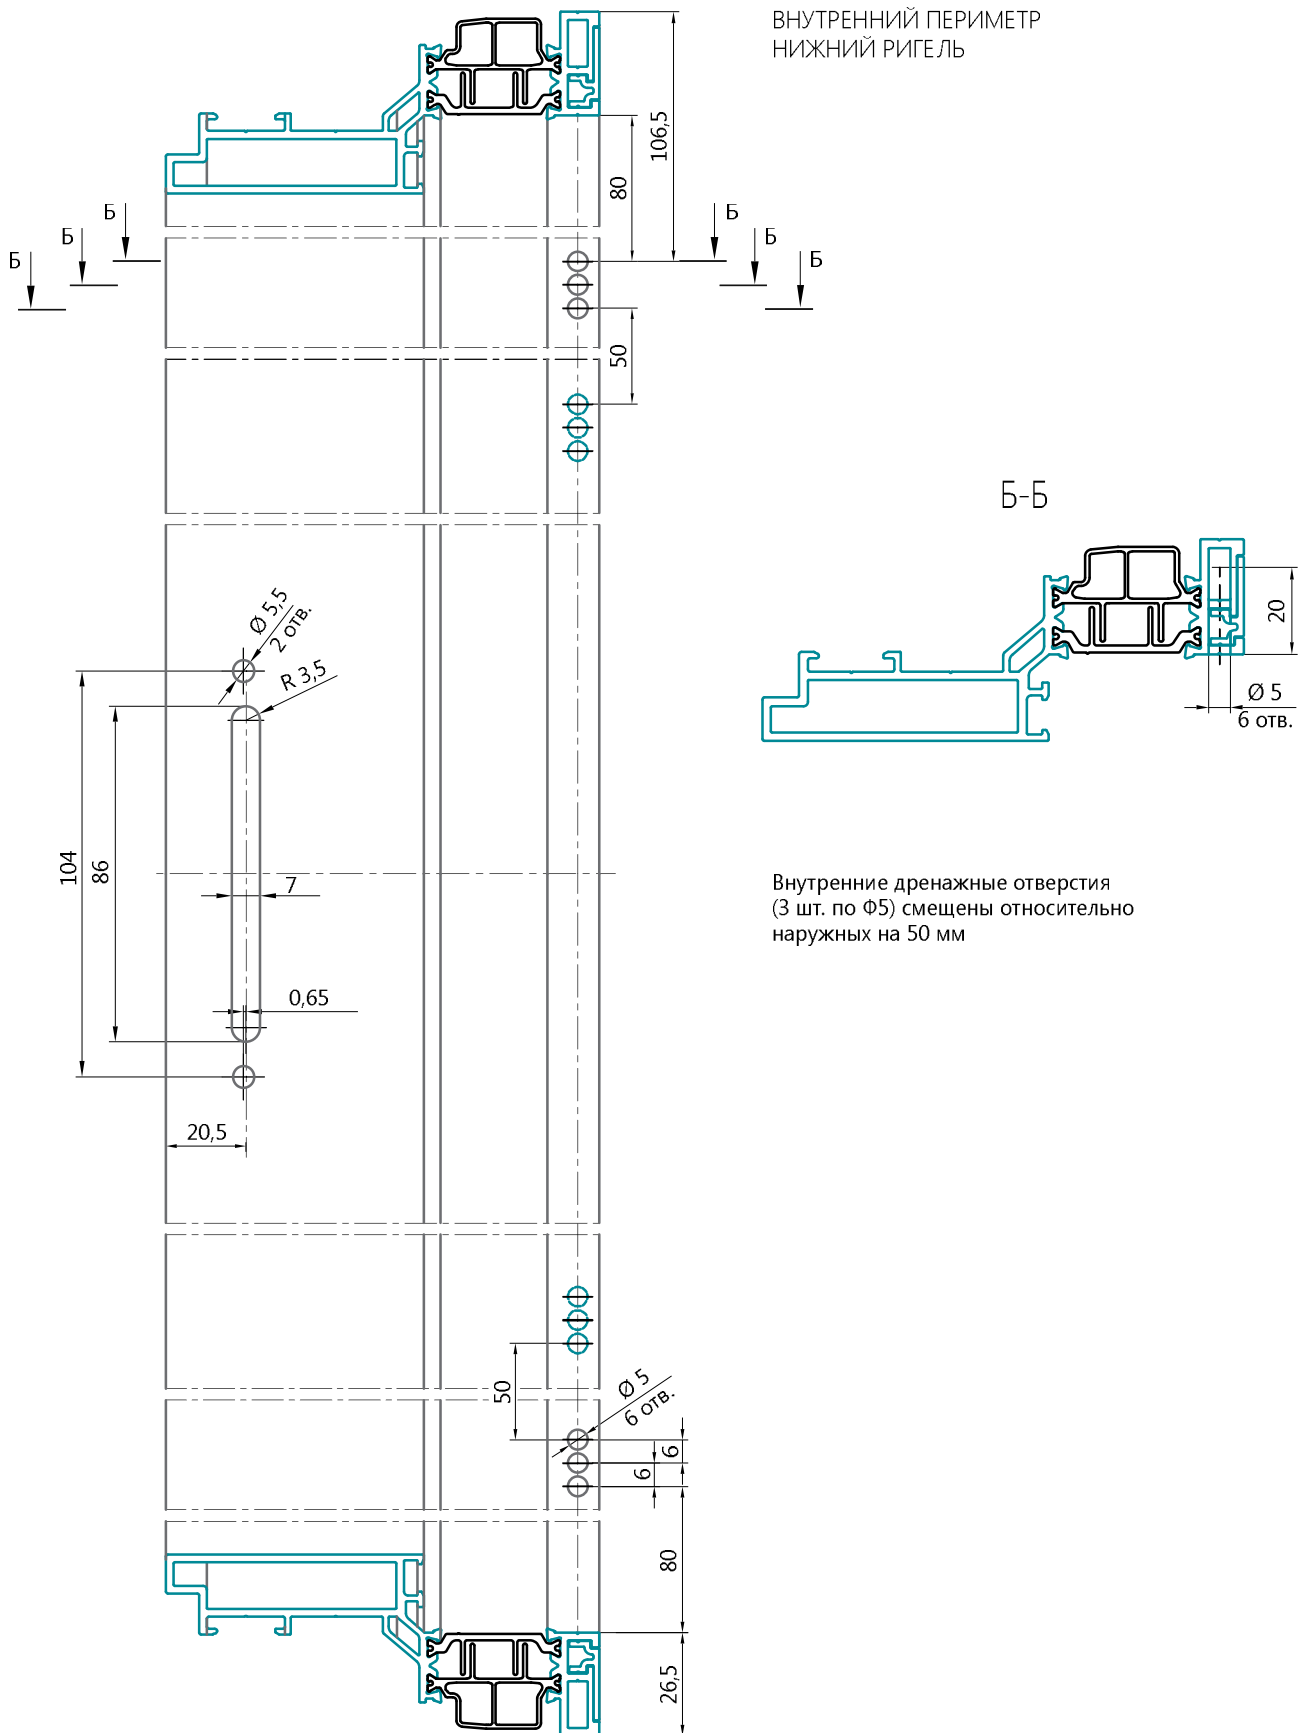 ВНУТРЕННИЙ ПЕРИМЕТР
НИЖНИЙ РИГЕЛЬ
106,5
80
Б
Б
Б
Б
Б
Б
50
Б-Б
20
Ø 5
6 отв.
Ø 5,5
2 отв.
R 3,5
104
86
7
0,65
20,5
Внутренние дренажные отверстия
(3 шт. по Ф5) смещены относительно
наружных на 50 мм
50
Ø 5
6 отв.
6
6
80
26,5